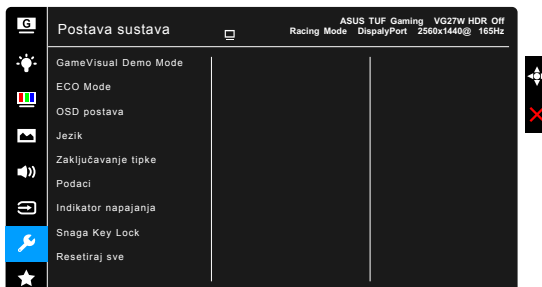 G
Postava sustava
ASUS TUF Gaming VG27W HDR Off
Racing Mode DispalyPort 2560x1440@ 165Hz
GameVisual Demo Mode
ECO Mode
OSD postava
Jezik
Zaključavanje tipke
Podaci
Indikator napajanja
Snaga Key Lock
Resetiraj sve